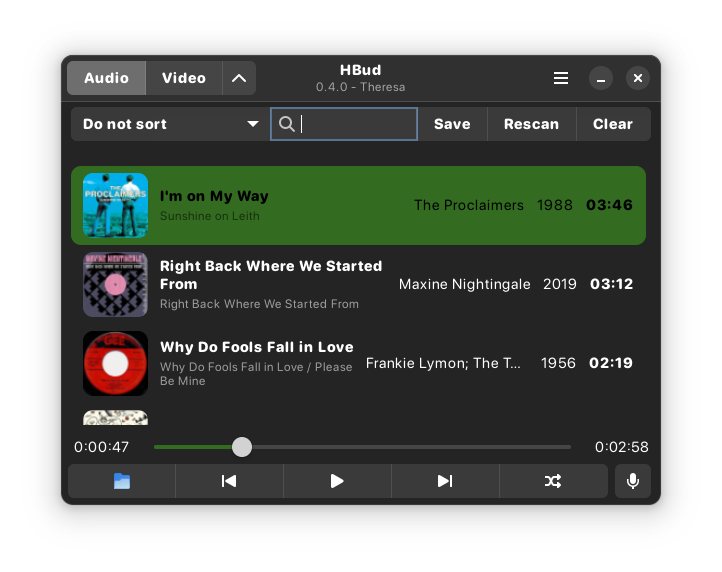 Audio Video
HBud
0.4.0 - Theresa
Do not sort
Save Rescan Clear
THE
PROCLAIMERS
I'm on My Way
Sunshine on Leith
The Proclaimers 1988 03:46
MAXINE NIGHTINGALE
Right Back Where We Started
From
Right Back Where We Started From
Maxine Nightingale 2019 03:12
GEE
Why Do Fools Fall in Love
Why Do Fools Fall in Love / Please
Be Mine
Frankie Lymon; The T... 1956 02:19
0:00:47
0:02:58